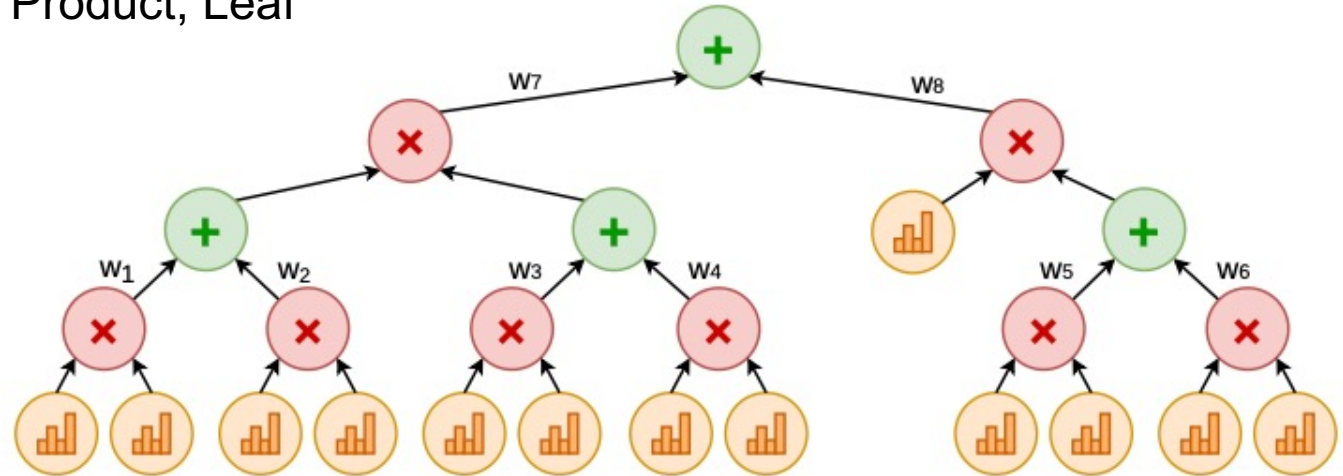 Product, Leaf
+
W7
W8
×
×
+
+
+
W1
W2
W3
W4
W5
W6
×
×
×
×
×
×